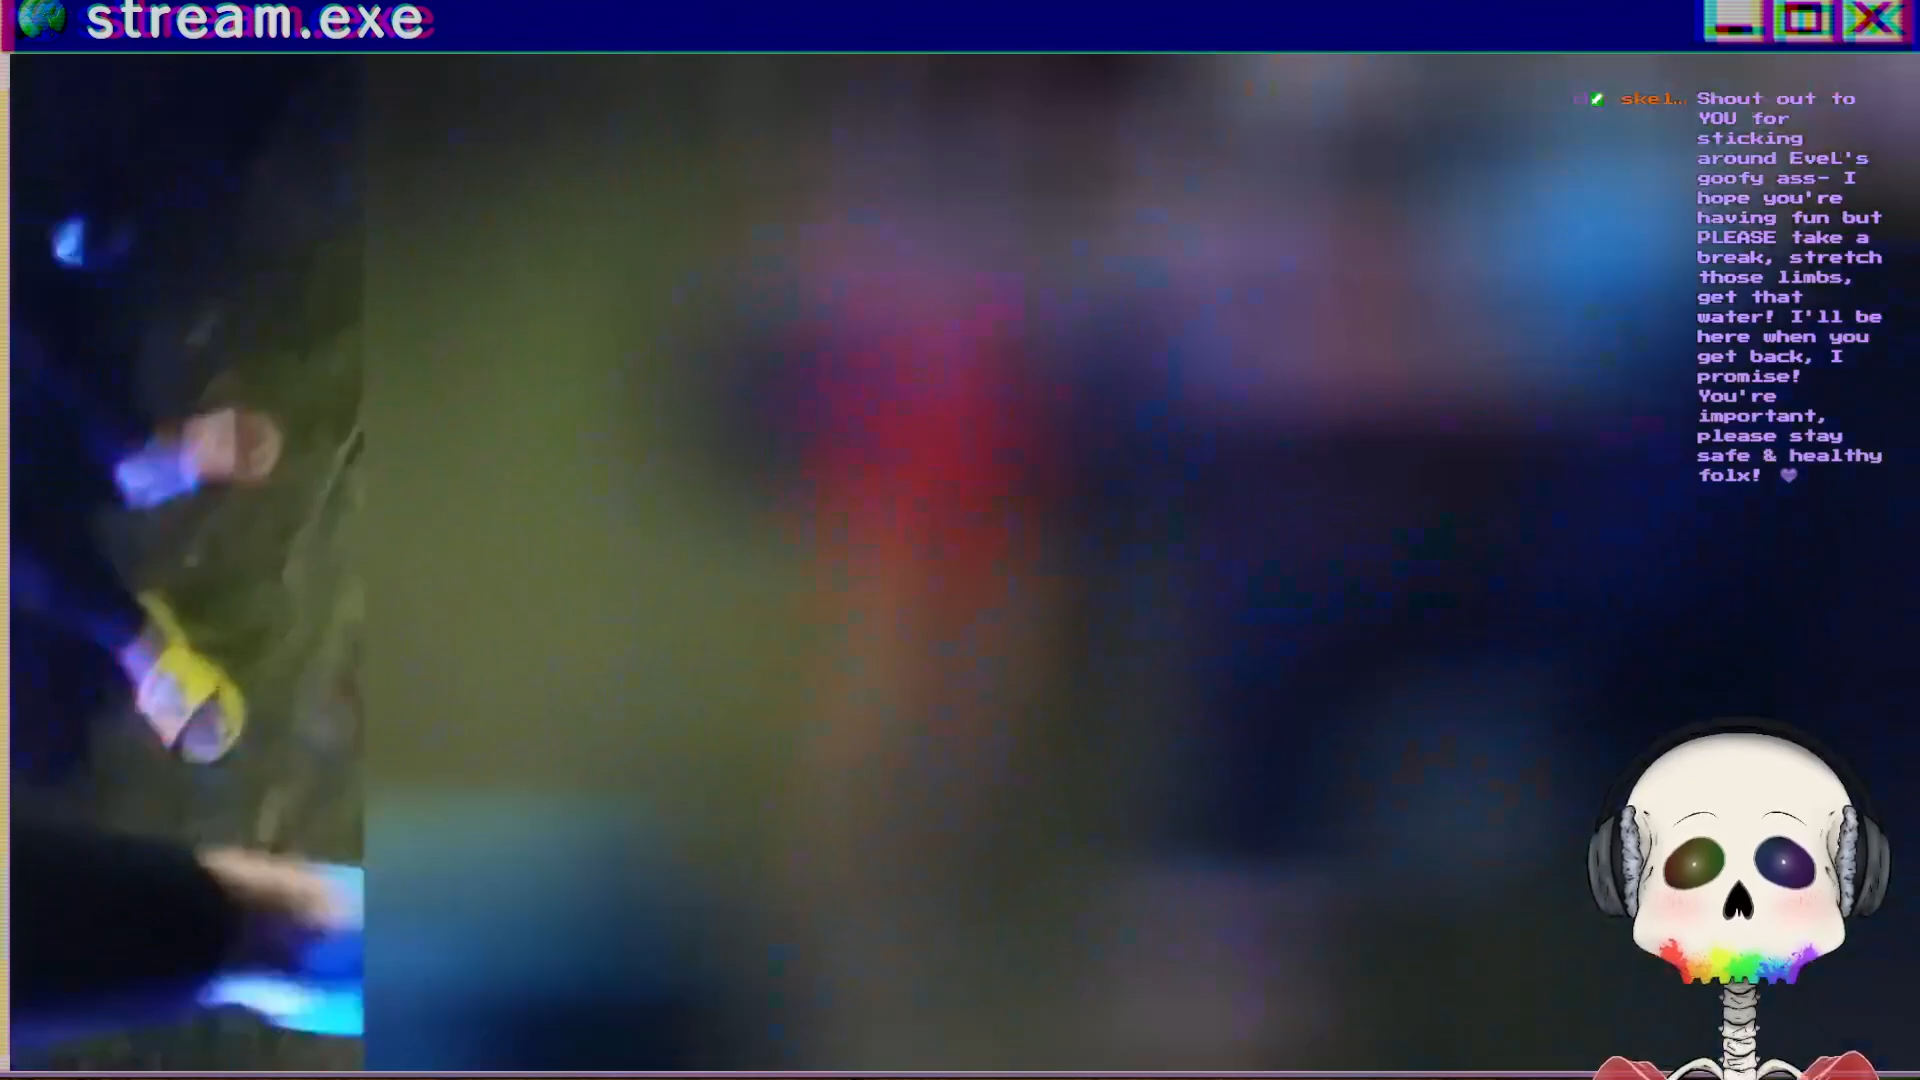 stream.exe
skel… Shout out to
YOU for
sticking
around EveL's
goofy ass- I
hope you're
having fun but
PLEASE take a
break, stretch
those limbs,
get that
water! I'll be
here when you
get back, I
promise!
You're
important,
please stay
safe & healthy
folx! 💜